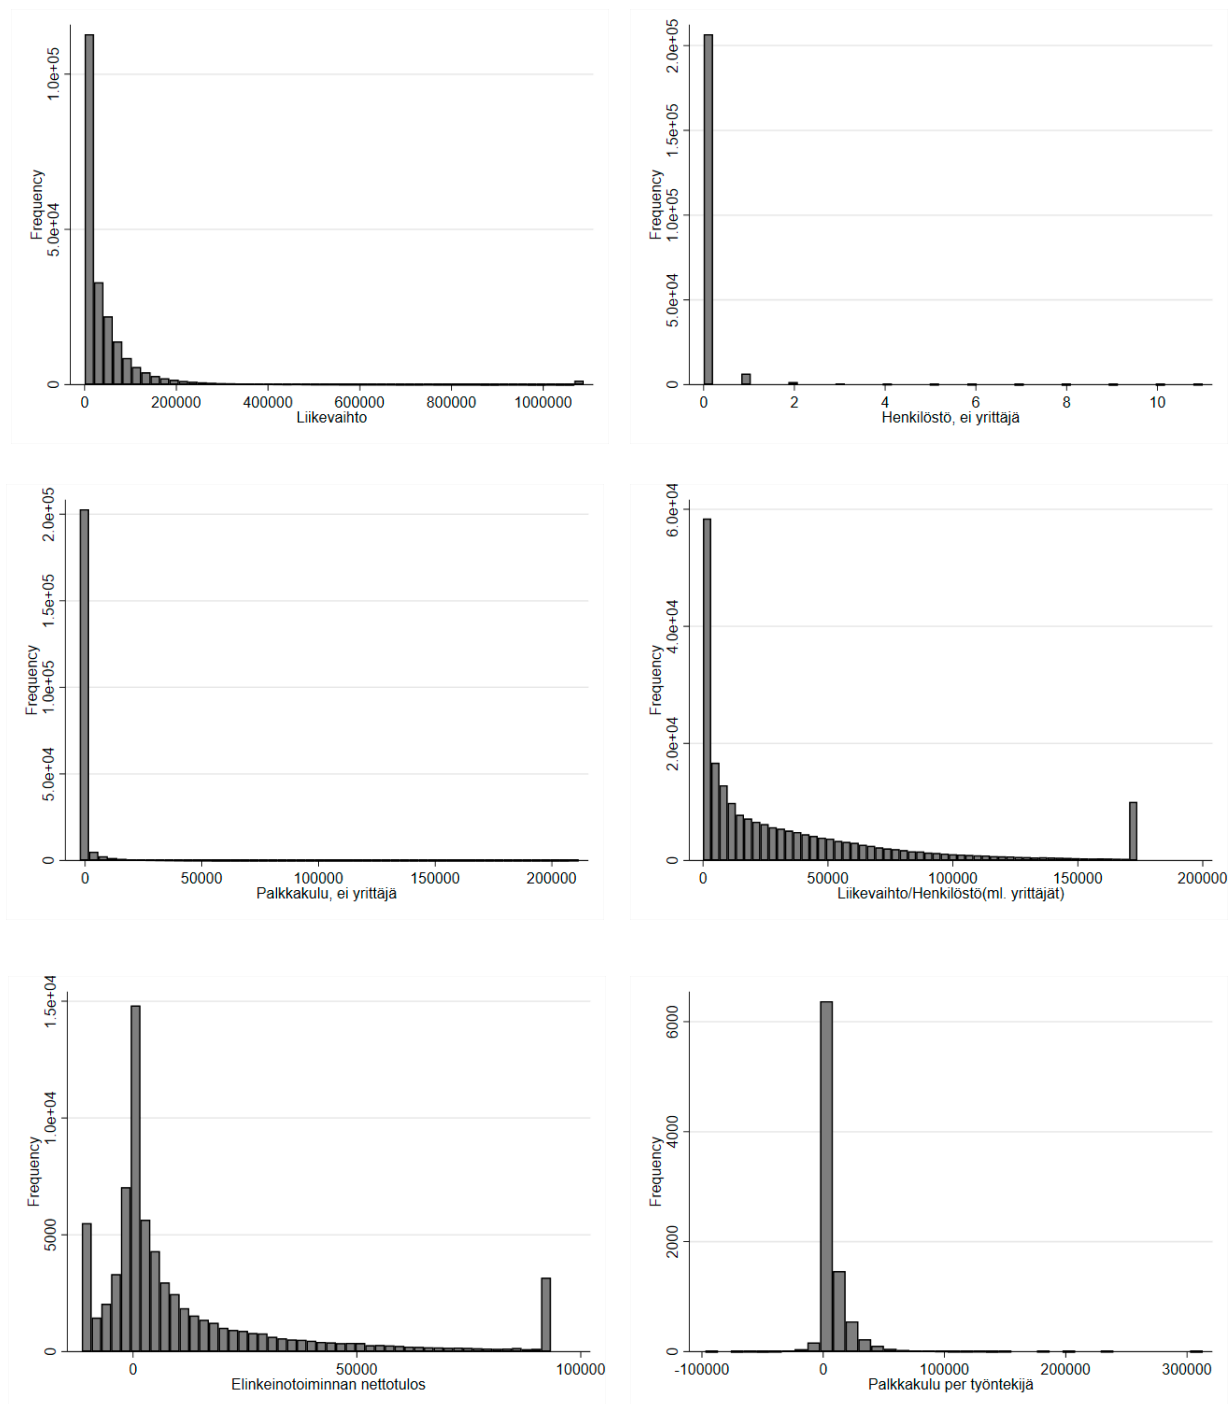 Frequency
0 5.0e+04 1.0e+05
0 200000 400000 600000 800000 1000000
Liikevaihto
Frequency
0 5.0e+04 1.0e+05 1.5e+05 2.0e+05
0 2 4 6 8 10
Henkilöstö, ei yrittäjä
Frequency
0 5.0e+04 1.0e+05 1.5e+05 2.0e+05
0 50000 100000 150000 200000
Palkkakulu, ei yrittäjä
Frequency
0 2.0e+04 4.0e+04 6.0e+04
0 50000 100000 150000 200000
Liikevaihto/Henkilöstö(ml. yrittäjät)
Frequency
0 5000 1.0e+04 1.5e+04
0 50000 100000
Elinkeinotoiminnan nettotulos
Frequency
0 2000 4000 6000
-100000 0 100000 200000 300000
Palkkakulu per työntekijä